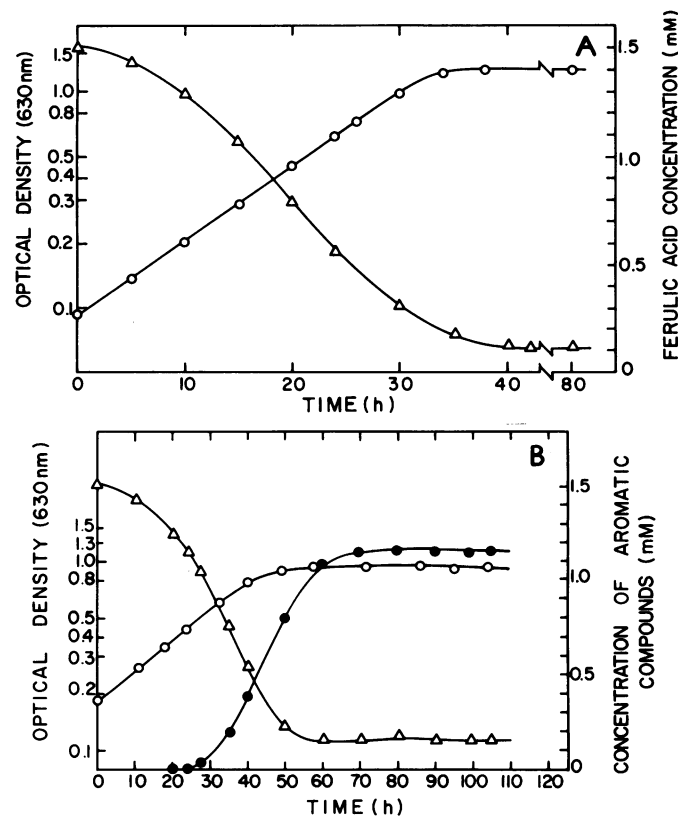 A
OPTICAL DENSITY (630nm)
1.5
1.0
0.8
0.5
0.4
0.3
0.2
0.1
1.5
1.0
0.5
0
FERULIC ACID CONCENTRATION (mM)
0 10 20 30 40 80
TIME (h)
B
OPTICAL DENSITY (630nm)
1.5
1.3
1.0
0.8
0.5
0.4
0.3
0.2
0.1
1.5
1.0
0.5
0
CONCENTRATION OF AROMATIC
COMPOUNDS (mM)
0 10 20 30 40 50 60 70 80 90 100 110 120
TIME (h)